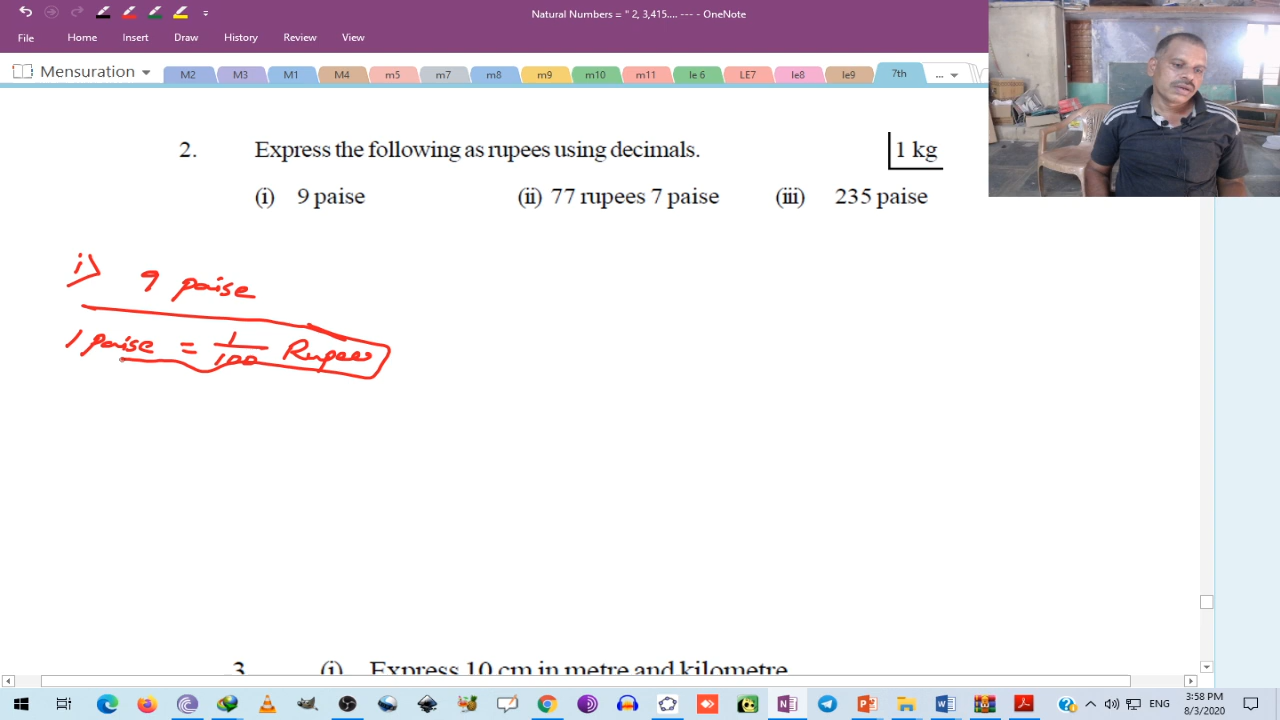 Natural Numbers = " 2, 3,415.... --- - OneNote
File Home Insert Draw History Review View
Mensuration M2 M3 M1 M4 m5 m7 m8 m9 m10 m11 le 6 LE7 le8 le9 7th ...
2. Express the following as rupees using decimals. 1 kg
(i) 9 paise (ii) 77 rupees 7 paise (iii) 235 paise
i) 9 paise
1 paise = 1/100 Rupees
3. (i) Express 10 cm in metre and kilometre
ENG 3:58 PM
8/3/2020